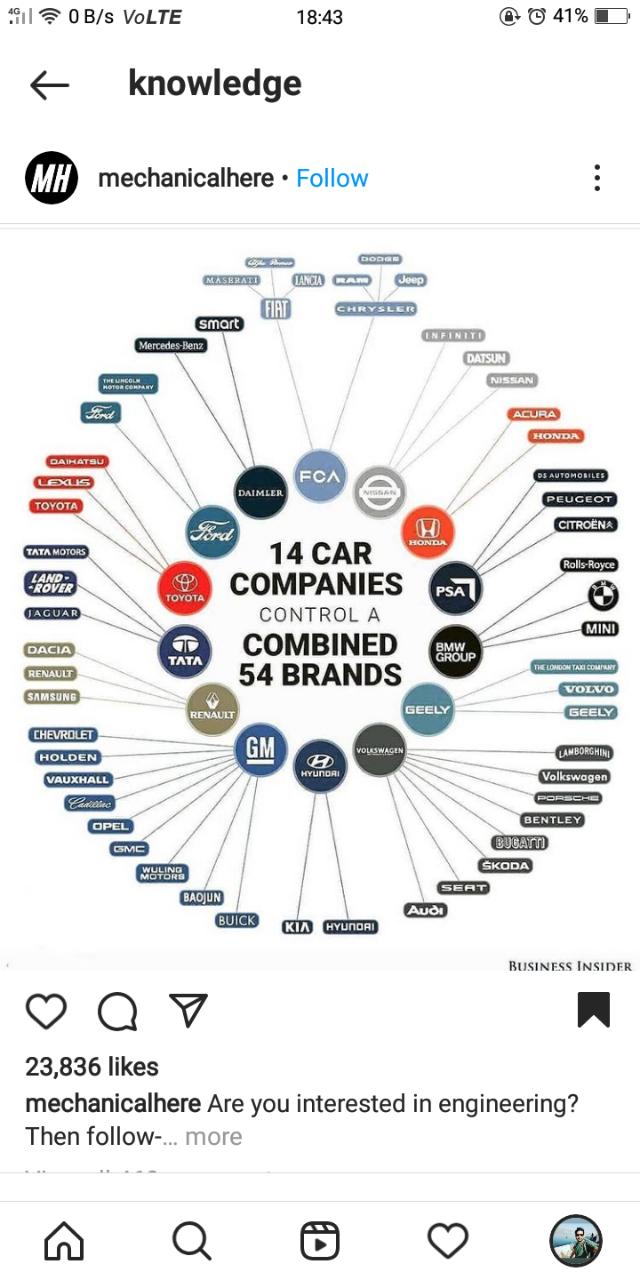 4G 0 B/s VoLTE 18:43 41%
knowledge
MH mechanicalhere • Follow
Alfa Romeo DODGE
MASERATI LANCIA RAM Jeep
FIAT CHRYSLER
smart
Mercedes-Benz
INFINITI
DATSUN
NISSAN
THE LINCOLN
MOTOR COMPANY
Ford
ACURA
HONDA
DAIHATSU
LEXUS
TOYOTA
DS AUTOMOBILES
PEUGEOT
CITROËN
TATA MOTORS
LAND-
-ROVER
JAGUAR
Rolls-Royce
BMW
MINI
DACIA
RENAULT
SAMSUNG
THE LONDON TAXI COMPANY
VOLVO
GEELY
CHEVROLET
HOLDEN
VAUXHALL
Cadillac
OPEL
GMC
WULING
MOTORS
BAOJUN
BUICK
KIA
HYUNDAI
LAMBORGHINI
Volkswagen
PORSCHE
BENTLEY
BUGATTI
ŠKODA
SEAT
Audi
DAIMLER
FCA
NISSAN
Ford
HONDA
TOYOTA
PSA
TATA
BMW
GROUP
RENAULT
GEELY
GM
HYUNDAI
VOLKSWAGEN
14 CAR
COMPANIES
CONTROL A
COMBINED
54 BRANDS
BUSINESS INSIDER
23,836 likes
mechanicalhere Are you interested in engineering?
Then follow-... more